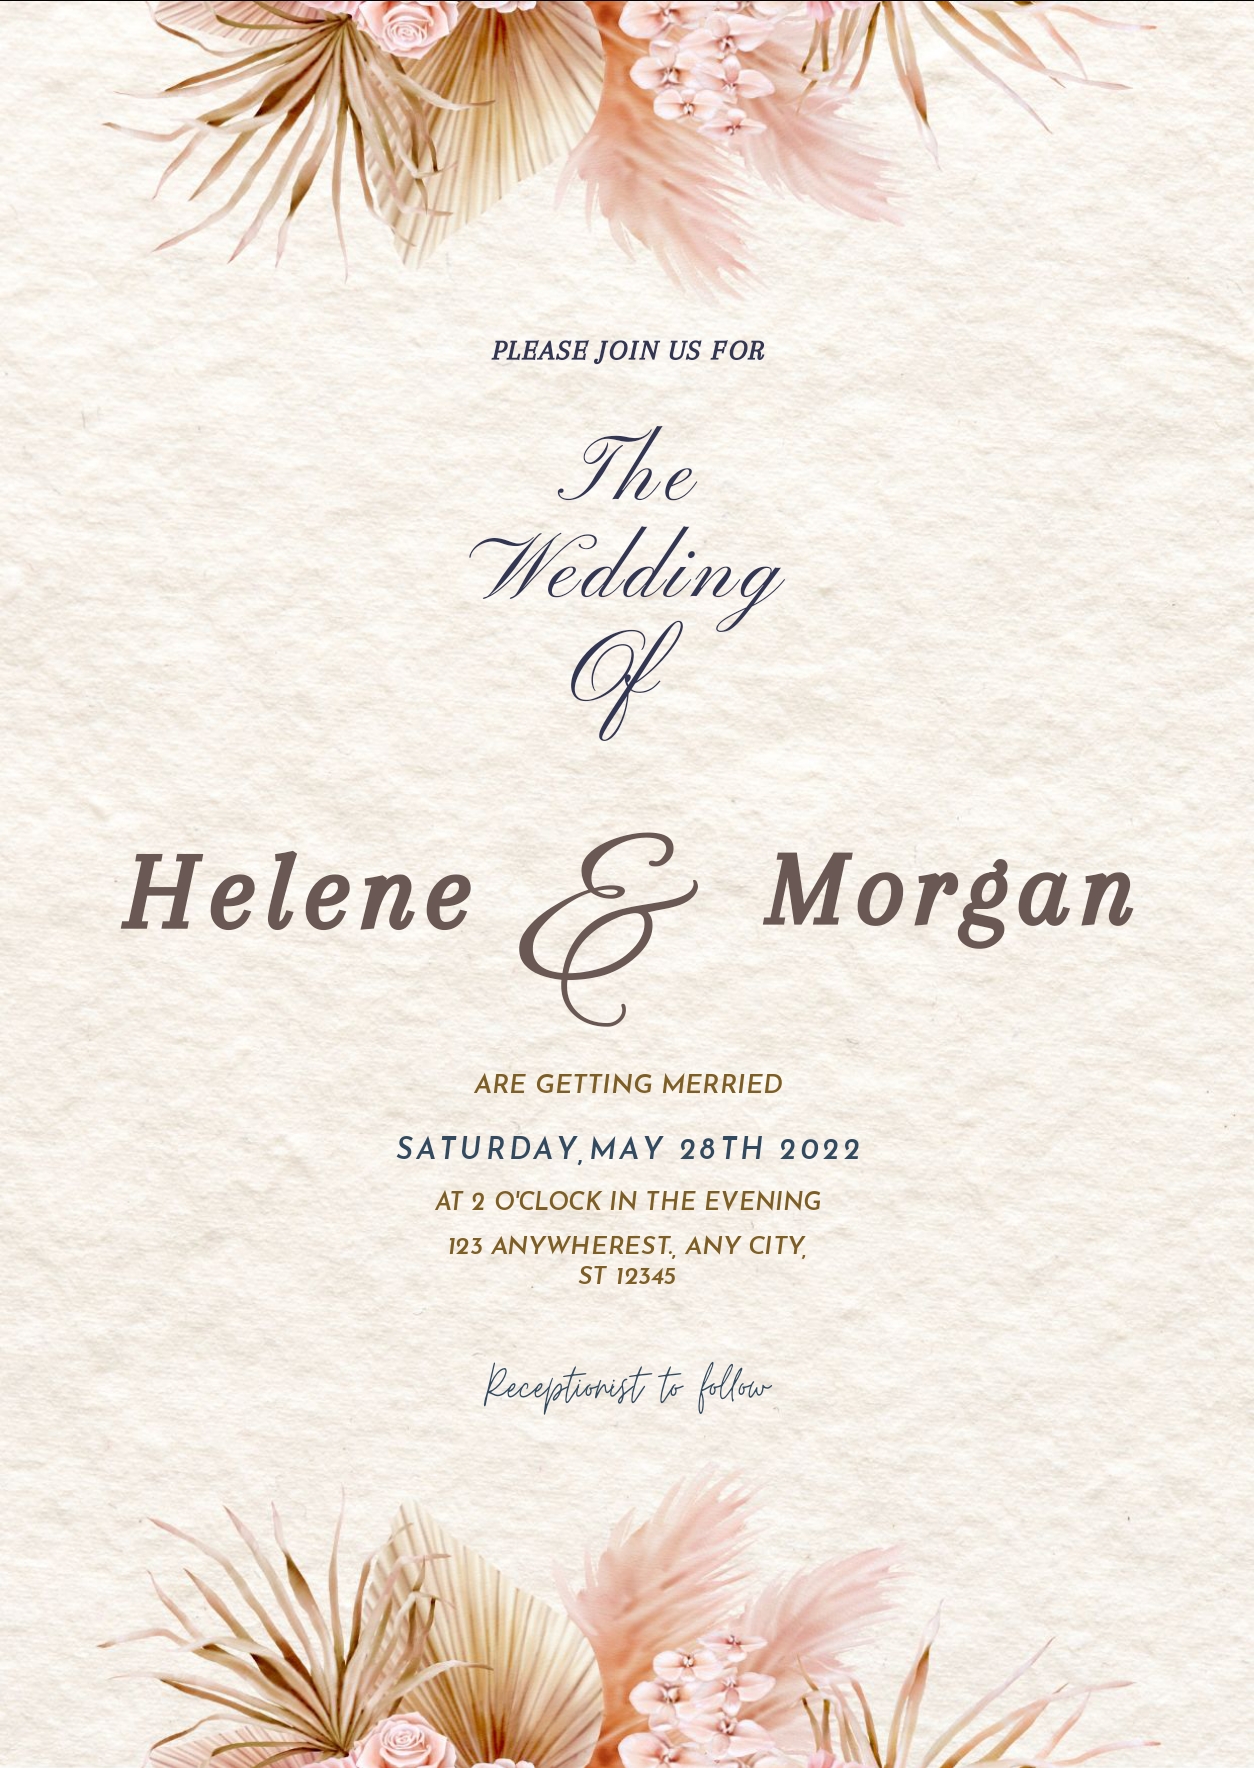 PLEASE JOIN US FOR
The
Wedding
Of
Helene & Morgan
ARE GETTING MERRIED
SATURDAY, MAY 28TH 2022
AT 2 O'CLOCK IN THE EVENING
123 ANYWHEREST., ANY CITY,
ST 12345
Receptionist to follow